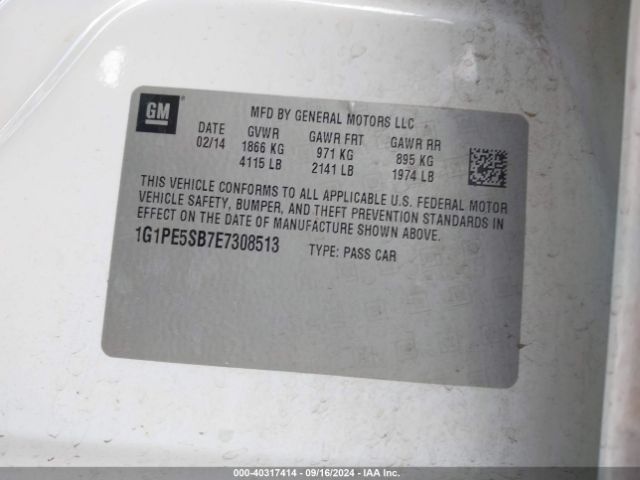 GM
MFD BY GENERAL MOTORS LLC
DATE GVWR GAWR FRT GAWR RR
02/14 1866 KG 971 KG 895 KG
4115 LB 2141 LB 1974 LB
THIS VEHICLE CONFORMS TO ALL APPLICABLE U.S. FEDERAL MOTOR
VEHICLE SAFETY, BUMPER, AND THEFT PREVENTION STANDARDS IN
EFFECT ON THE DATE OF MANUFACTURE SHOWN ABOVE.
1G1PE5SB7E7308513 TYPE: PASS CAR
000-40317414 - 09/16/2024 - IAA Inc.